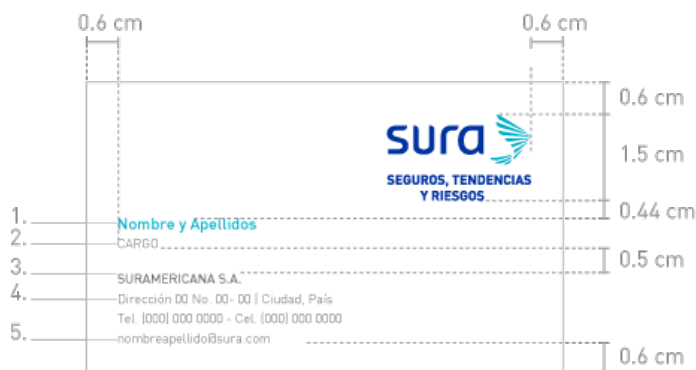 0.6 cm
0.6 cm
0.6 cm
sura
1.5 cm
SEGUROS, TENDENCIAS
Y RIESGOS
0.44 cm
1.
Nombre y Apellidos
2.
CARGO
0.5 cm
3.
SURAMERICANA S.A.
4.
Dirección 00 No. 00- 00 | Ciudad, País
Tel. (000) 000 0000 - Cel. (000) 000 0000
5.
nombreapellido@sura.com
0.6 cm